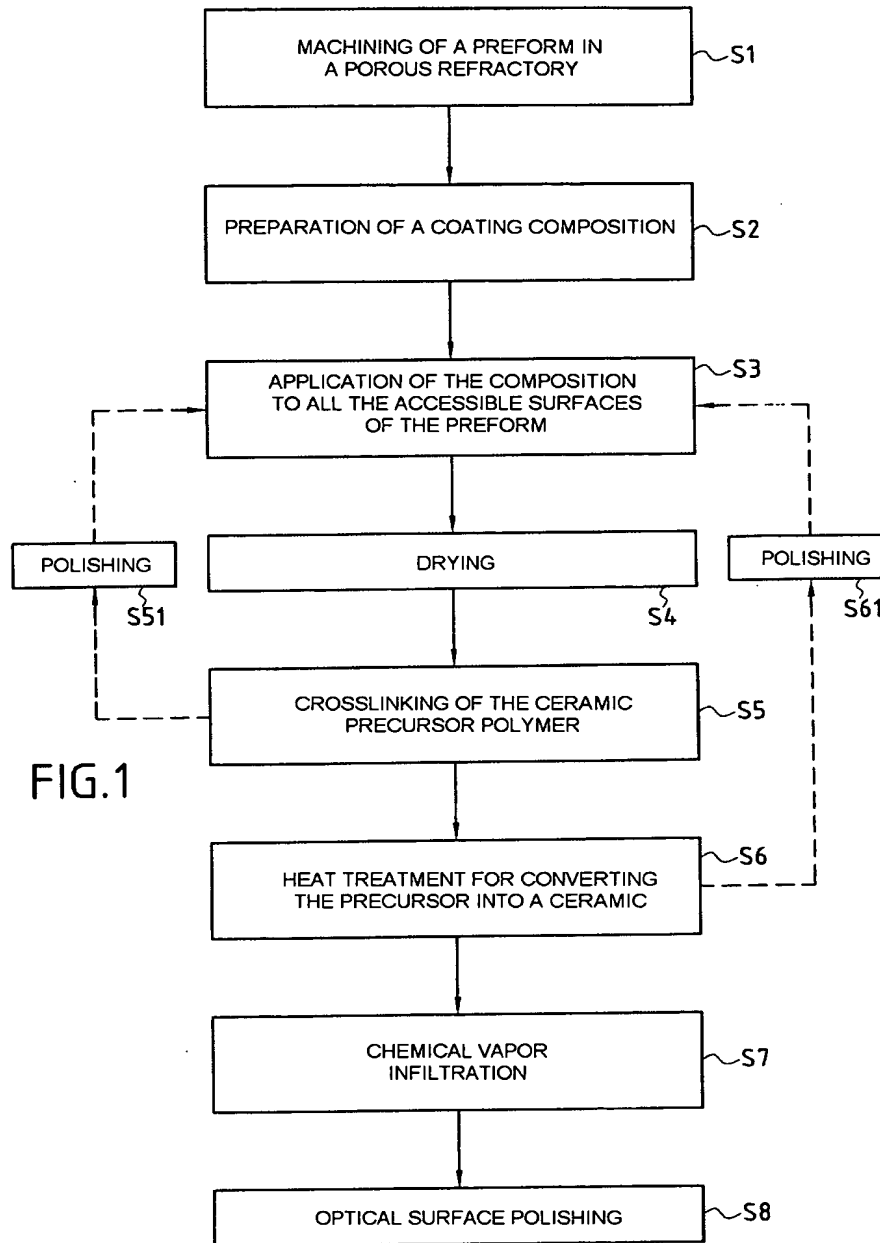 MACHINING OF A PREFORM IN
A POROUS REFRACTORY
S1
PREPARATION OF A COATING COMPOSITION
S2
APPLICATION OF THE COMPOSITION
TO ALL THE ACCESSIBLE SURFACES
OF THE PREFORM
S3
POLISHING
S51
DRYING
S4
POLISHING
S61
CROSSLINKING OF THE CERAMIC
PRECURSOR POLYMER
S5
FIG.1
HEAT TREATMENT FOR CONVERTING
THE PRECURSOR INTO A CERAMIC
S6
CHEMICAL VAPOR
INFILTRATION
S7
OPTICAL SURFACE POLISHING
S8